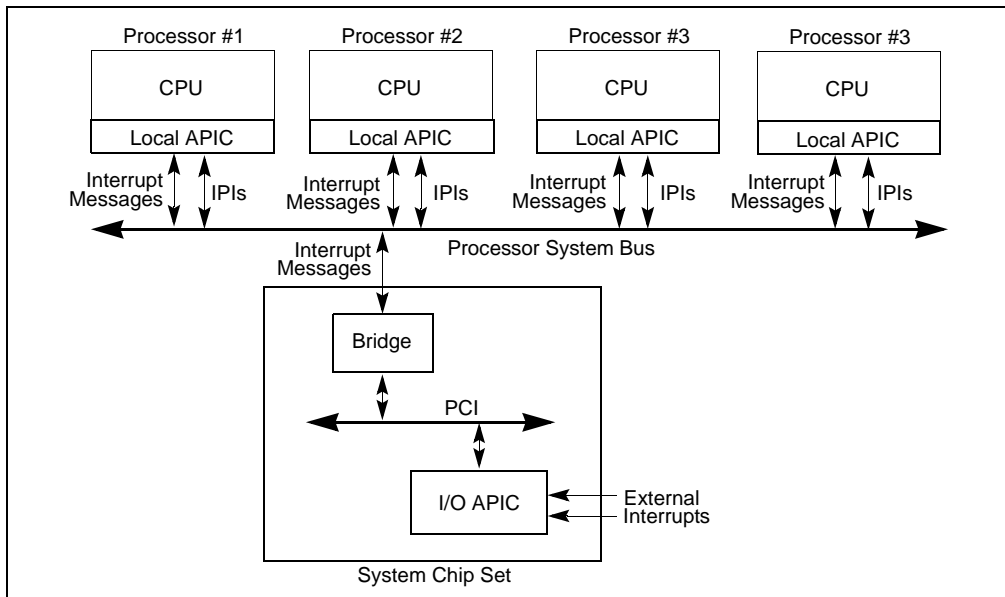 Processor #1
Processor #2
Processor #3
Processor #3
CPU
CPU
CPU
CPU
Local APIC
Local APIC
Local APIC
Local APIC
Interrupt
Messages
IPIs
Interrupt
Messages
IPIs
Interrupt
Messages
IPIs
Interrupt
Messages
IPIs
Processor System Bus
Interrupt
Messages
Bridge
PCI
I/O APIC
External
Interrupts
System Chip Set